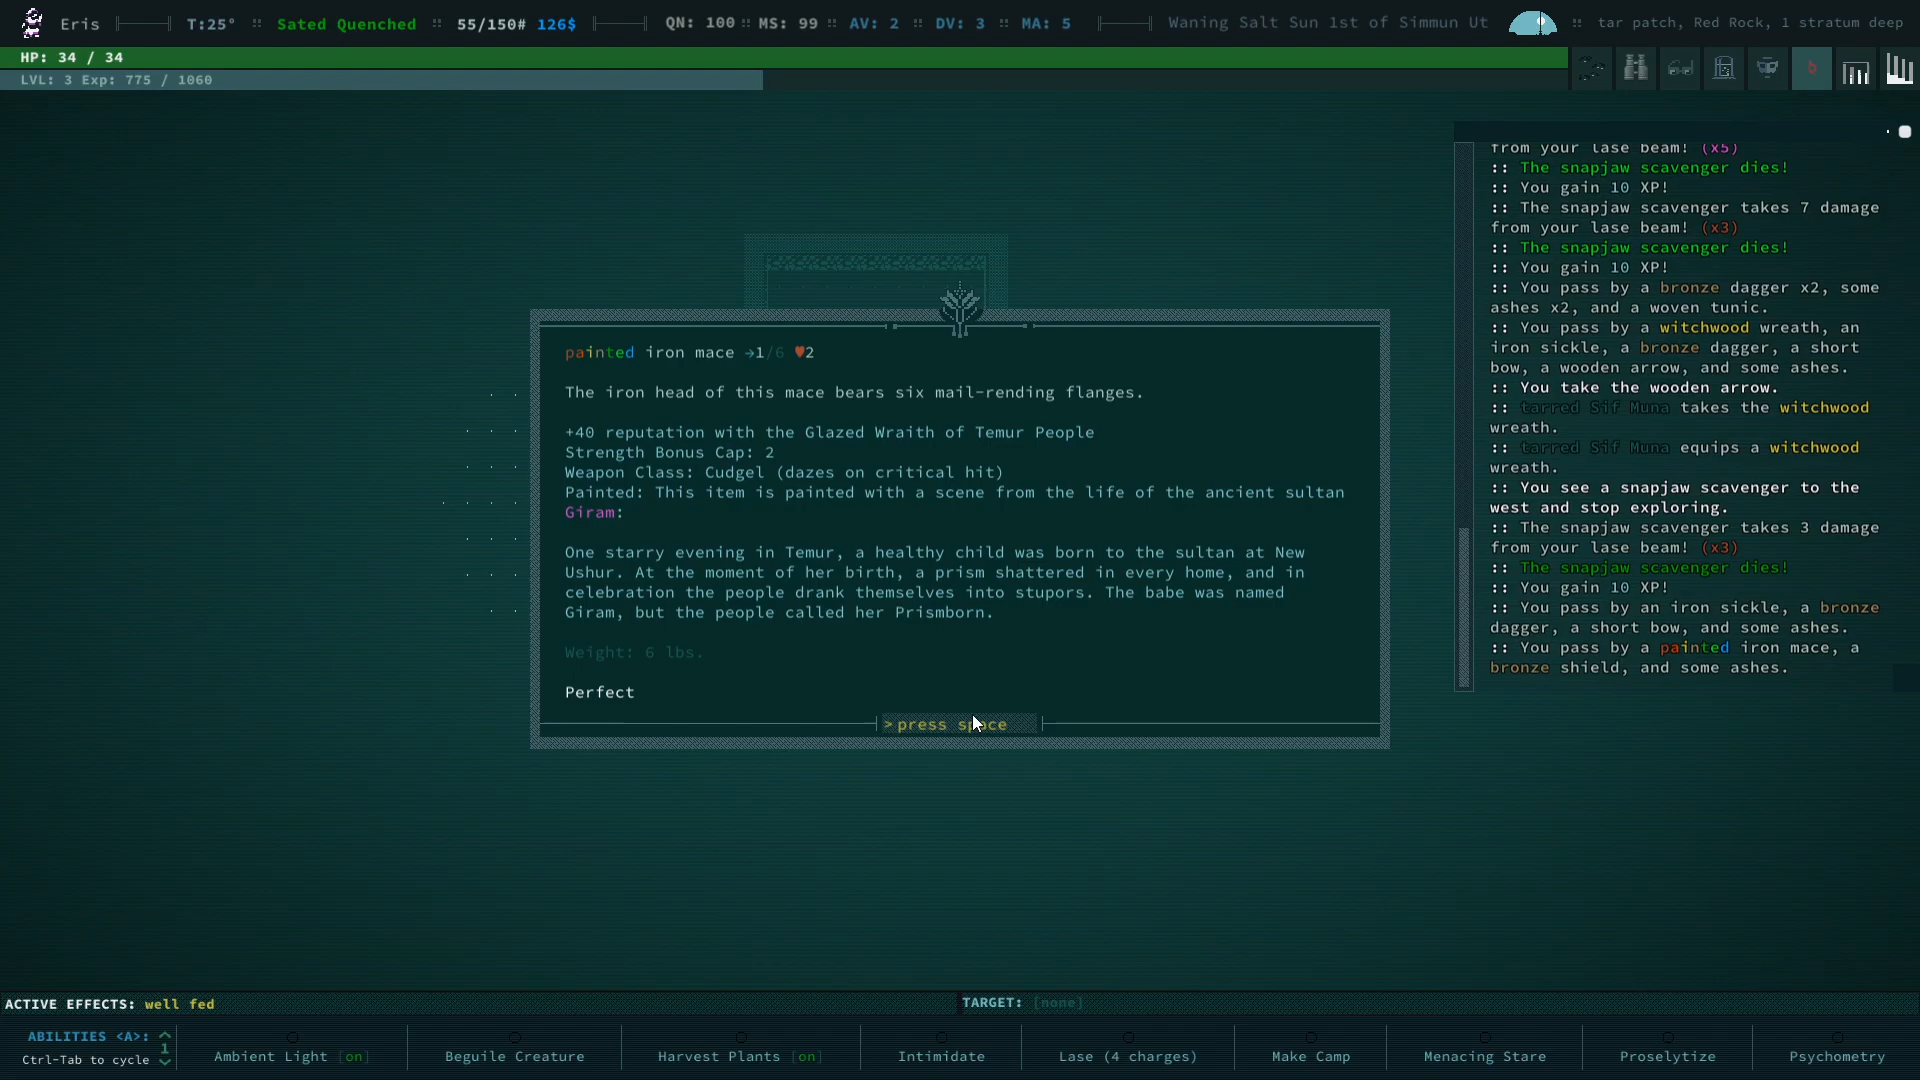 Eris T:25° Sated Quenched 55/150# 126$ QN: 100 MS: 99 AV: 2 DV: 3 MA: 5 Waning Salt Sun 1st of Simmun Ut tar patch, Red Rock, 1 stratum deep
HP: 34 / 34
LVL: 3 Exp: 775 / 1060
painted iron mace →1/6 ♥2
The iron head of this mace bears six mail-rending flanges.
+40 reputation with the Glazed Wraith of Temur People
Strength Bonus Cap: 2
Weapon Class: Cudgel (dazes on critical hit)
Painted: This item is painted with a scene from the life of the ancient sultan
Giram:
One starry evening in Temur, a healthy child was born to the sultan at New
Ushur. At the moment of her birth, a prism shattered in every home, and in
celebration the people drank themselves into stupors. The babe was named
Giram, but the people called her Prismborn.
Weight: 6 lbs.
Perfect
> press space
from your lase beam! (x5)
:: The snapjaw scavenger dies!
:: You gain 10 XP!
:: The snapjaw scavenger takes 7 damage
from your lase beam! (x3)
:: The snapjaw scavenger dies!
:: You gain 10 XP!
:: You pass by a bronze dagger x2, some
ashes x2, and a woven tunic.
:: You pass by a witchwood wreath, an
iron sickle, a bronze dagger, a short
bow, a wooden arrow, and some ashes.
:: You take the wooden arrow.
:: tarred Sif Muna takes the witchwood
wreath.
:: tarred Sif Muna equips a witchwood
wreath.
:: You see a snapjaw scavenger to the
west and stop exploring.
:: The snapjaw scavenger takes 3 damage
from your lase beam! (x3)
:: The snapjaw scavenger dies!
:: You gain 10 XP!
:: You pass by an iron sickle, a bronze
dagger, a short bow, and some ashes.
:: You pass by a painted iron mace, a
bronze shield, and some ashes.
ACTIVE EFFECTS: well fed
TARGET: [none]
ABILITIES <A>:
Ctrl-Tab to cycle
1
Ambient Light [on] Beguile Creature Harvest Plants [on] Intimidate Lase (4 charges) Make Camp Menacing Stare Proselytize Psychometry